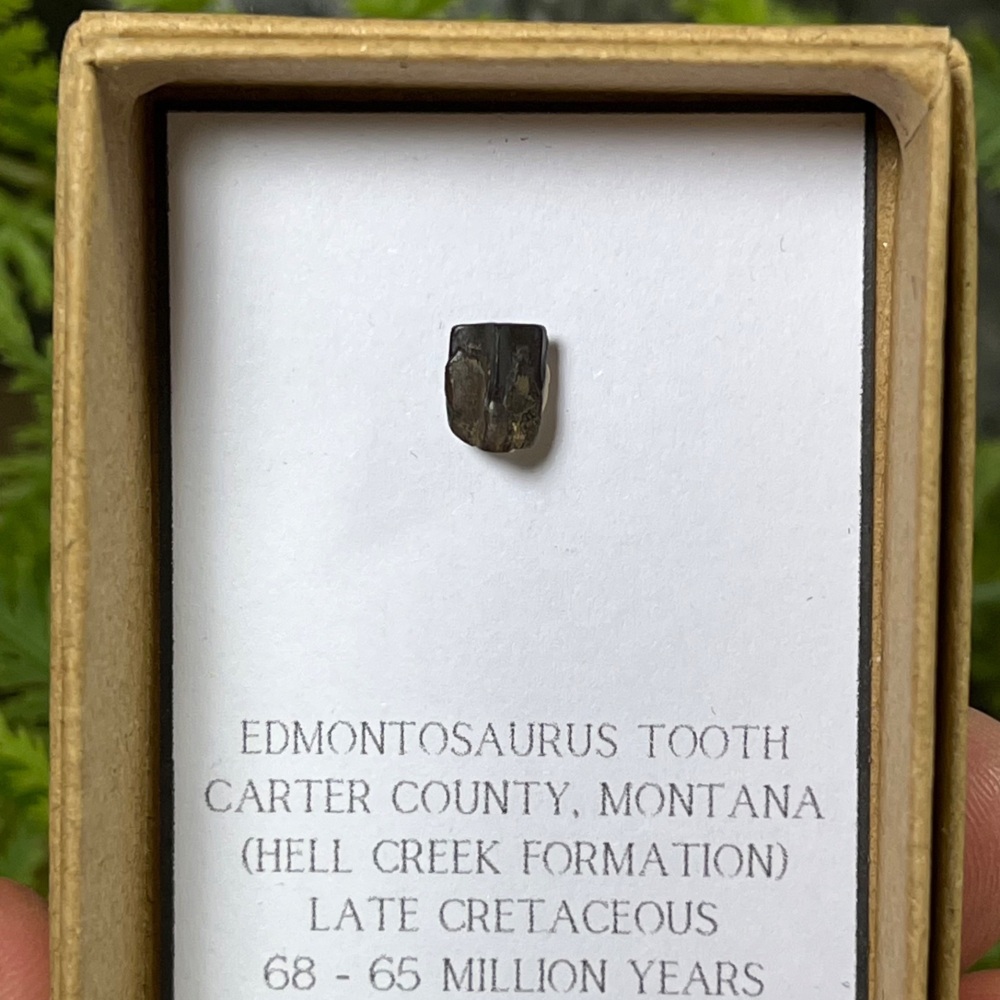 EDMONTOSAURUS TOOTH
CARTER COUNTY, MONTANA
(HELL CREEK FORMATION)
LATE CRETACEOUS
68 - 65 MILLION YEARS